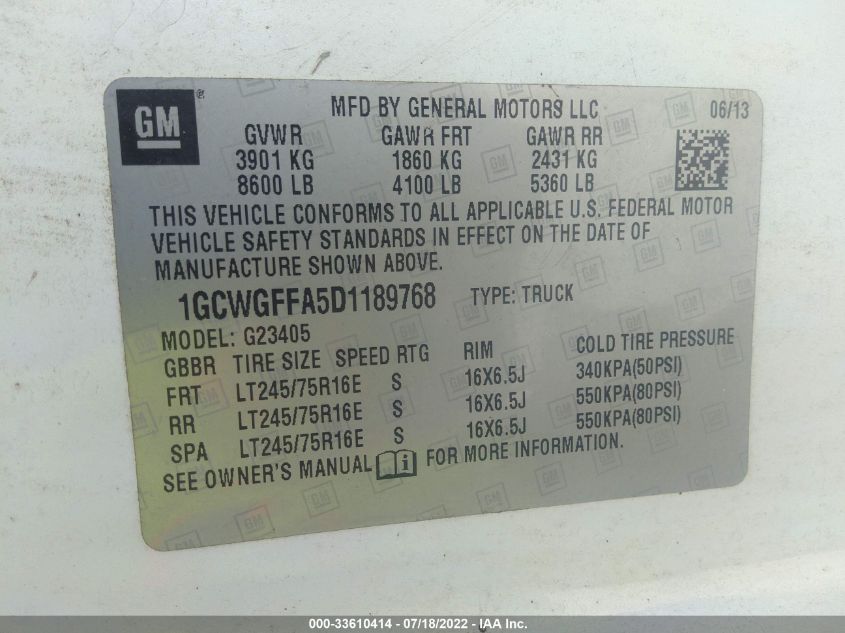 GM®
MFD BY GENERAL MOTORS LLC 06/13
GVWR GAWR FRT GAWR RR
3901 KG 1860 KG 2431 KG
8600 LB 4100 LB 5360 LB
THIS VEHICLE CONFORMS TO ALL APPLICABLE U.S. FEDERAL MOTOR
VEHICLE SAFETY STANDARDS IN EFFECT ON THE DATE OF
MANUFACTURE SHOWN ABOVE.
1GCWGFFA5D1189768 TYPE: TRUCK
MODEL: G23405
GBBR TIRE SIZE SPEED RTG RIM COLD TIRE PRESSURE
FRT LT245/75R16E S 16X6.5J 340KPA(50PSI)
RR LT245/75R16E S 16X6.5J 550KPA(80PSI)
SPA LT245/75R16E S 16X6.5J 550KPA(80PSI)
SEE OWNER'S MANUAL FOR MORE INFORMATION.
000-33610414 - 07/18/2022 - IAA Inc.